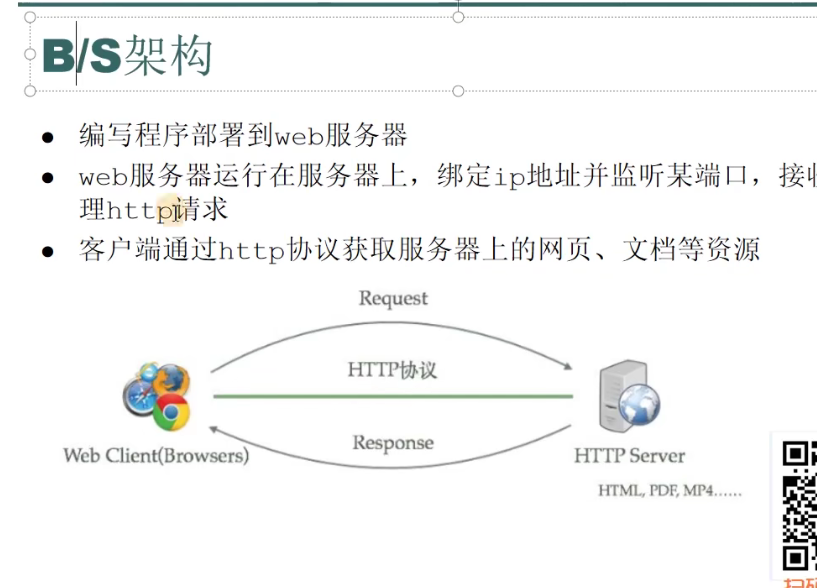 B/S架构
● 编写程序部署到web服务器
● web服务器运行在服务器上，绑定ip地址并监听某端口，接收
理http请求
● 客户端通过http协议获取服务器上的网页、文档等资源
Request
HTTP协议
Response
Web Client(Browsers)
HTTP Server
HTML, PDF, MP4......
扫码